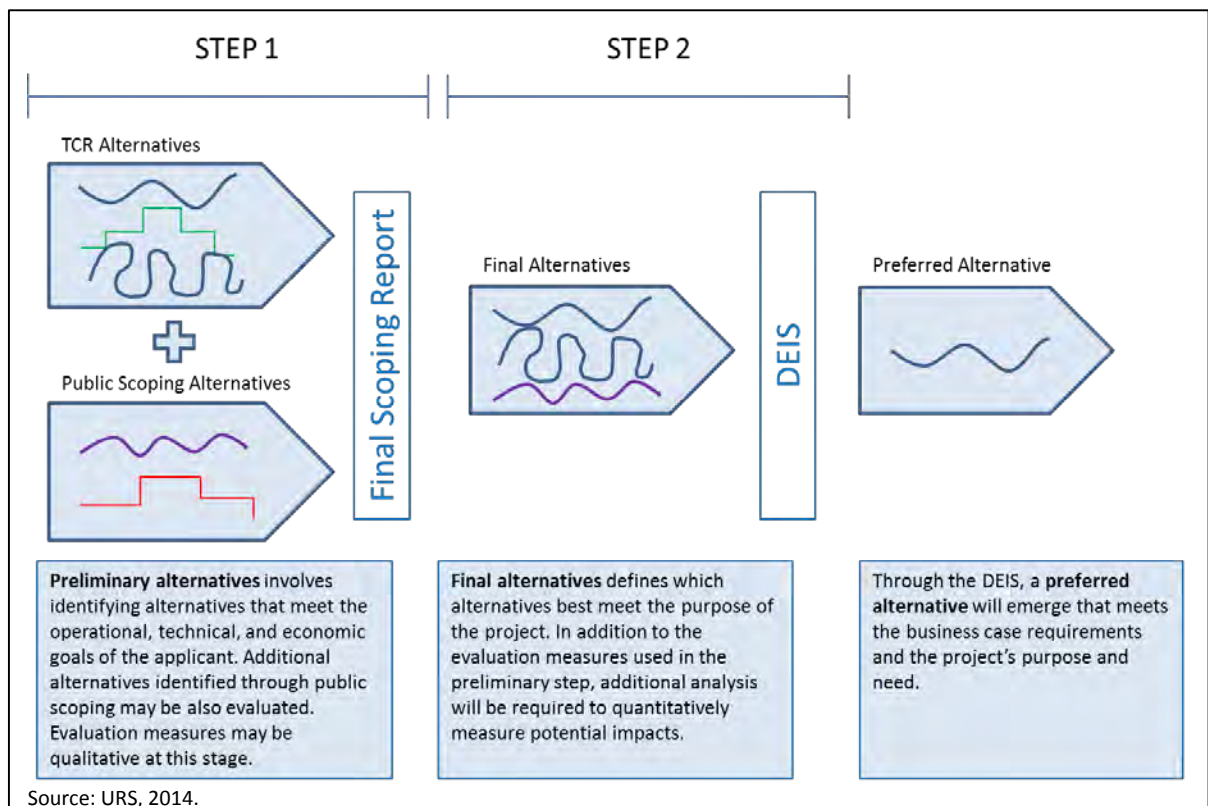 STEP 1
STEP 2
TCR Alternatives
Public Scoping Alternatives
Final Scoping Report
Final Alternatives
DEIS
Preferred Alternative
Preliminary alternatives involves
identifying alternatives that meet the
operational, technical, and economic
goals of the applicant. Additional
alternatives identified through public
scoping may be also evaluated.
Evaluation measures may be
qualitative at this stage.
Final alternatives defines which
alternatives best meet the purpose of
the project. In addition to the
evaluation measures used in the
preliminary step, additional analysis
will be required to quantitatively
measure potential impacts.
Through the DEIS, a preferred
alternative will emerge that meets
the business case requirements
and the project’s purpose and
need.
Source: URS, 2014.